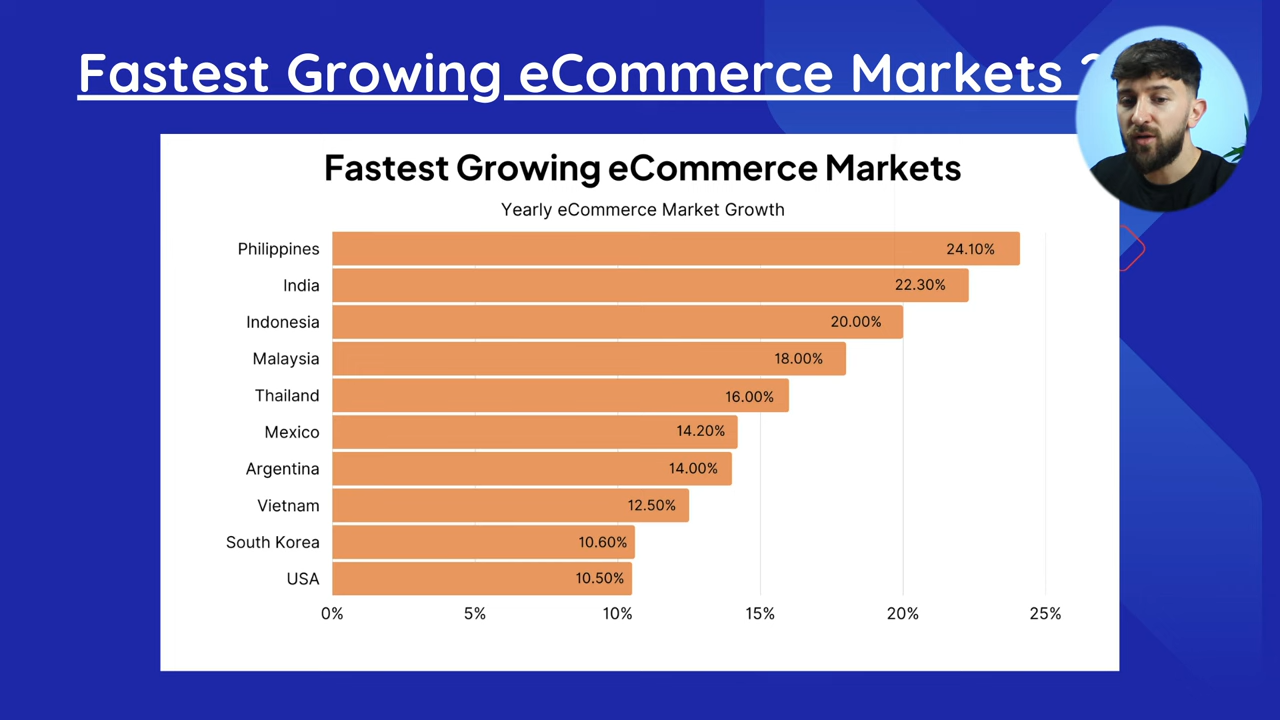 Fastest Growing eCommerce Markets
Fastest Growing eCommerce Markets
Yearly eCommerce Market Growth
Philippines 24.10%
India 22.30%
Indonesia 20.00%
Malaysia 18.00%
Thailand 16.00%
Mexico 14.20%
Argentina 14.00%
Vietnam 12.50%
South Korea 10.60%
USA 10.50%
0% 5% 10% 15% 20% 25%